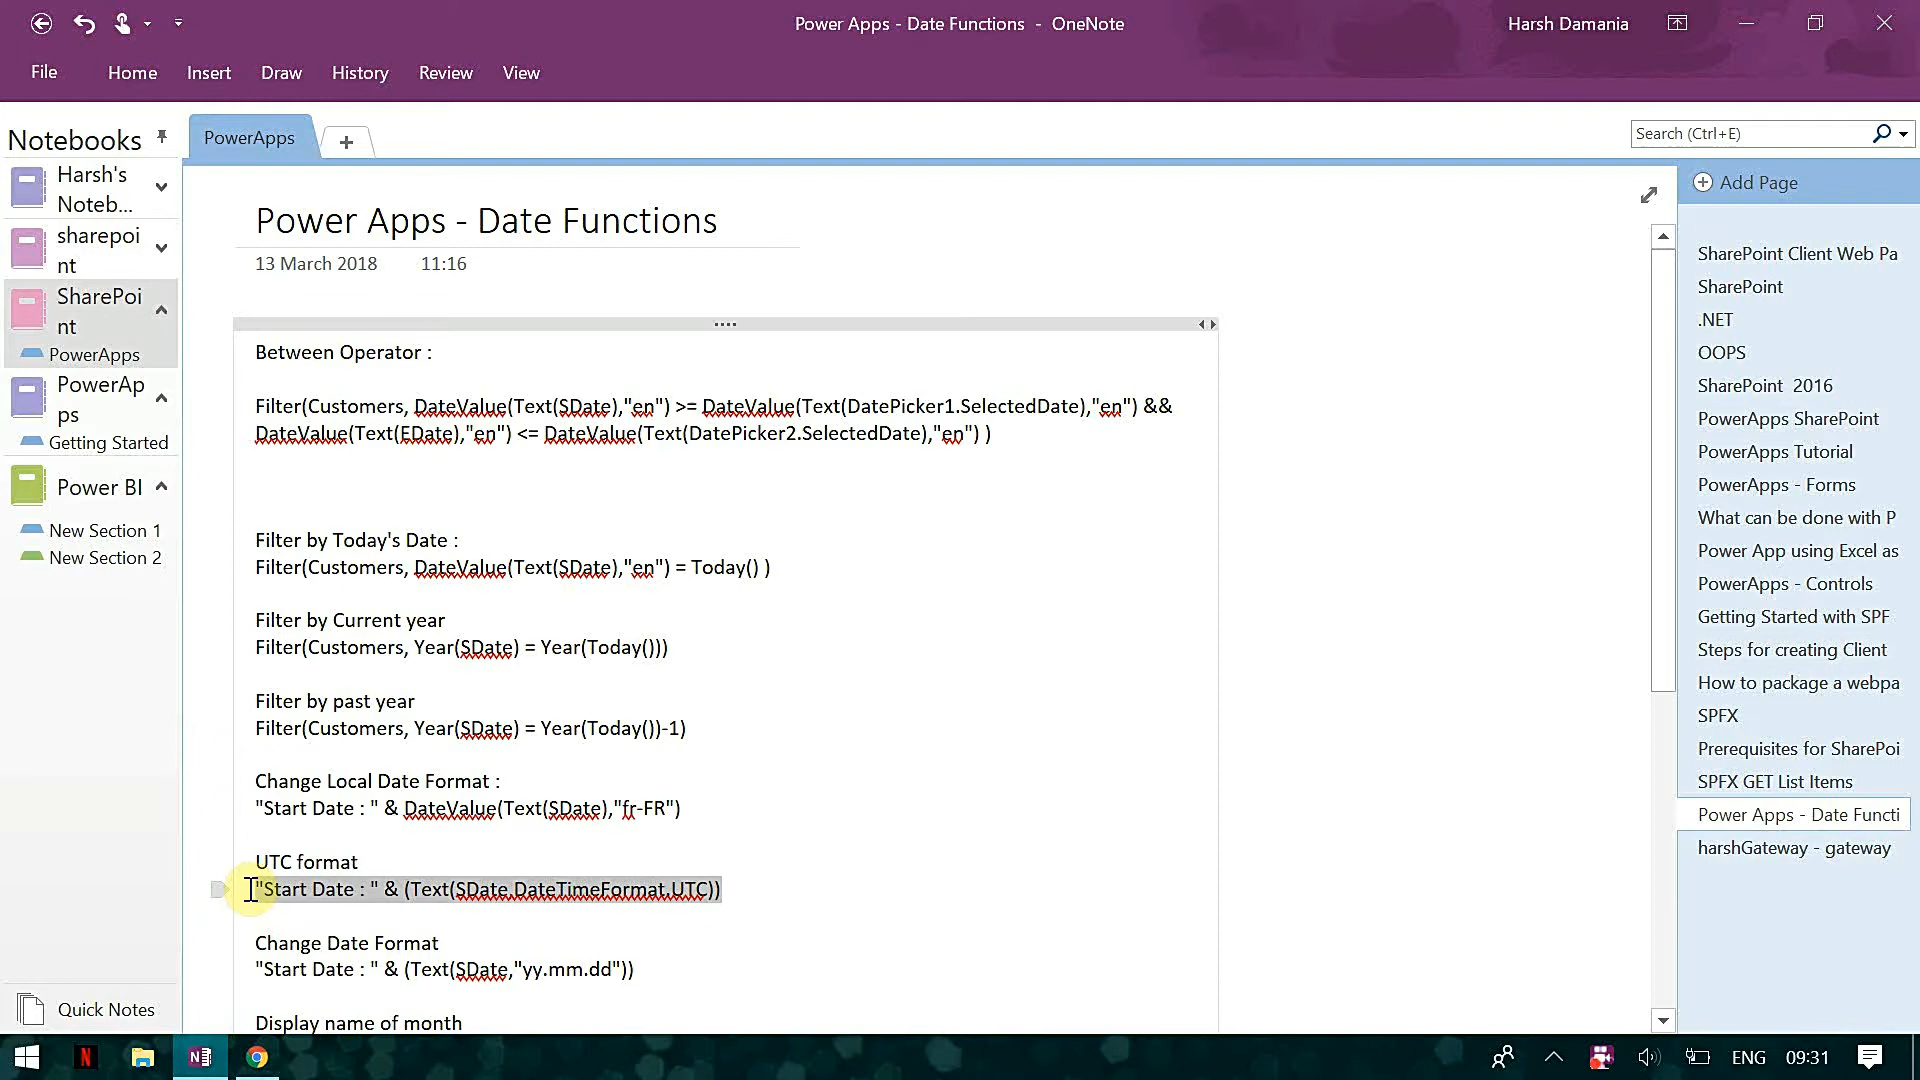 Power Apps - Date Functions - OneNote
Harsh Damania
File
Home
Insert
Draw
History
Review
View
Notebooks
PowerApps
Search (Ctrl+E)
Harsh's
Noteb...
sharepoi
nt
SharePoi
nt
PowerApps
PowerAp
ps
Getting Started
Power BI
New Section 1
New Section 2
Quick Notes
Power Apps - Date Functions
13 March 2018 11:16
Between Operator :
Filter(Customers, DateValue(Text(SDate),"en") >= DateValue(Text(DatePicker1.SelectedDate),"en") &&
DateValue(Text(EDate),"en") <= DateValue(Text(DatePicker2.SelectedDate),"en") )
Filter by Today's Date :
Filter(Customers, DateValue(Text(SDate),"en") = Today() )
Filter by Current year
Filter(Customers, Year(SDate) = Year(Today()))
Filter by past year
Filter(Customers, Year(SDate) = Year(Today())-1)
Change Local Date Format :
"Start Date : " & DateValue(Text(SDate),"fr-FR")
UTC format
"Start Date : " & (Text(SDate,DateTimeFormat.UTC))
Change Date Format
"Start Date : " & (Text(SDate,"yy.mm.dd"))
Display name of month
Add Page
SharePoint Client Web Pa
SharePoint
.NET
OOPS
SharePoint 2016
PowerApps SharePoint
PowerApps Tutorial
PowerApps - Forms
What can be done with P
Power App using Excel as
PowerApps - Controls
Getting Started with SPF
Steps for creating Client
How to package a webpa
SPFX
Prerequisites for SharePoi
SPFX GET List Items
Power Apps - Date Functi
harshGateway - gateway
N
N
ENG
09:31